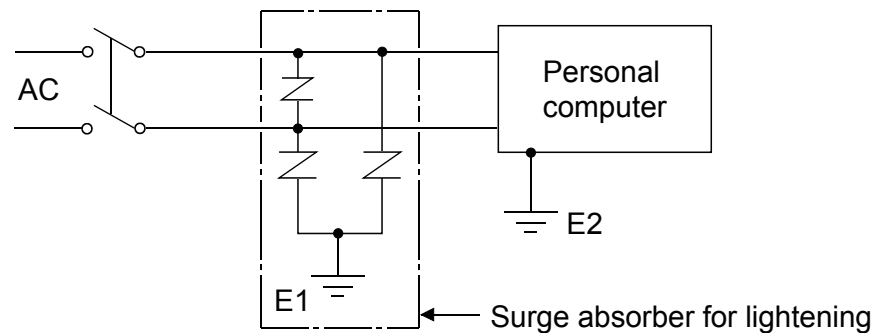 AC
Personal
computer
E1
E2
Surge absorber for lightening